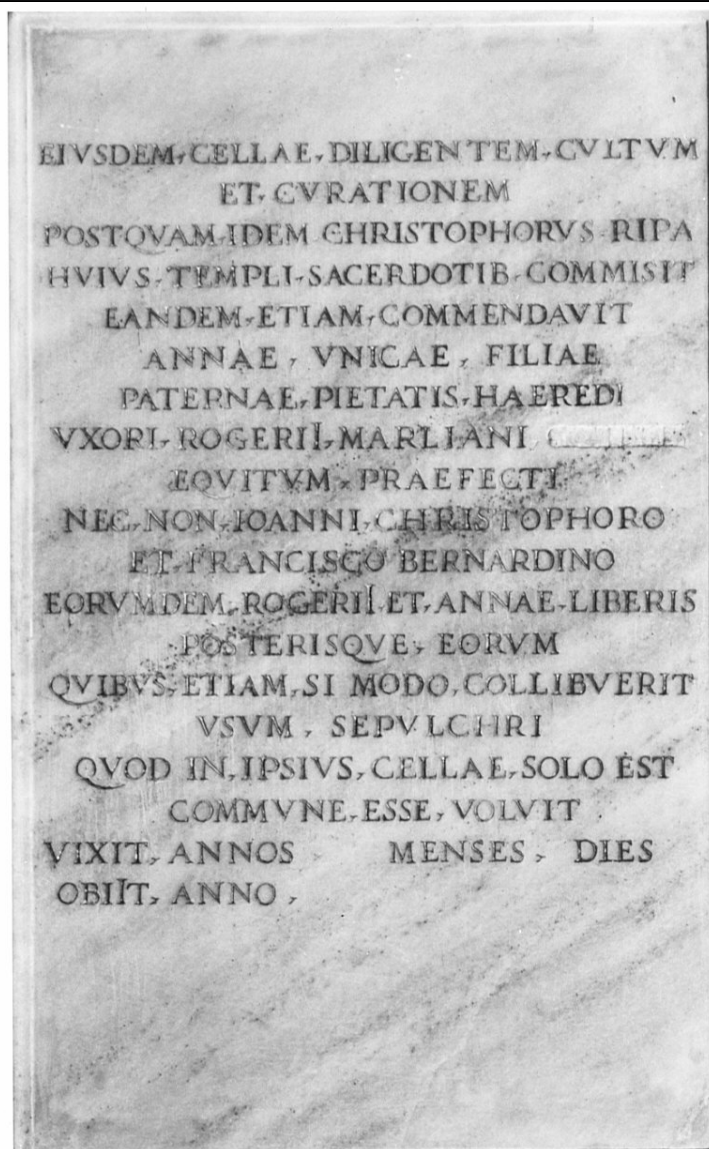 EIVSDEM, CELLAE, DILIGENTEM, CVLTVM
ET, CVRATIONEM
POSTQVAM, IDEM CHRISTOPHORVS RIPA
HVIVS, TEMPLI, SACERDOTIB, COMMISIT
EANDEM, ETIAM, COMMENDAVIT
ANNAE, VNICAE, FILIAE
PATERNAE, PIETATIS, HAEREDI
VXORI, ROGERII, MARLIANI
EQVITVM, PRAEFECTI
NEC, NON, IOANNI, CHRISTOPHORO
ET, FRANCISCO BERNARDINO
EORVMDEM, ROGERII, ET, ANNAE, LIBERIS
POSTERISQVE, EORVM
QVIBVS, ETIAM, SI MODO, COLLIBVERIT
VSVM, SEPVLCHRI
QVOD IN, IPSIVS, CELLAE, SOLO EST
COMMVNE, ESSE, VOLVIT
VIXIT, ANNOS MENSES, DIES
OBIIT, ANNO,